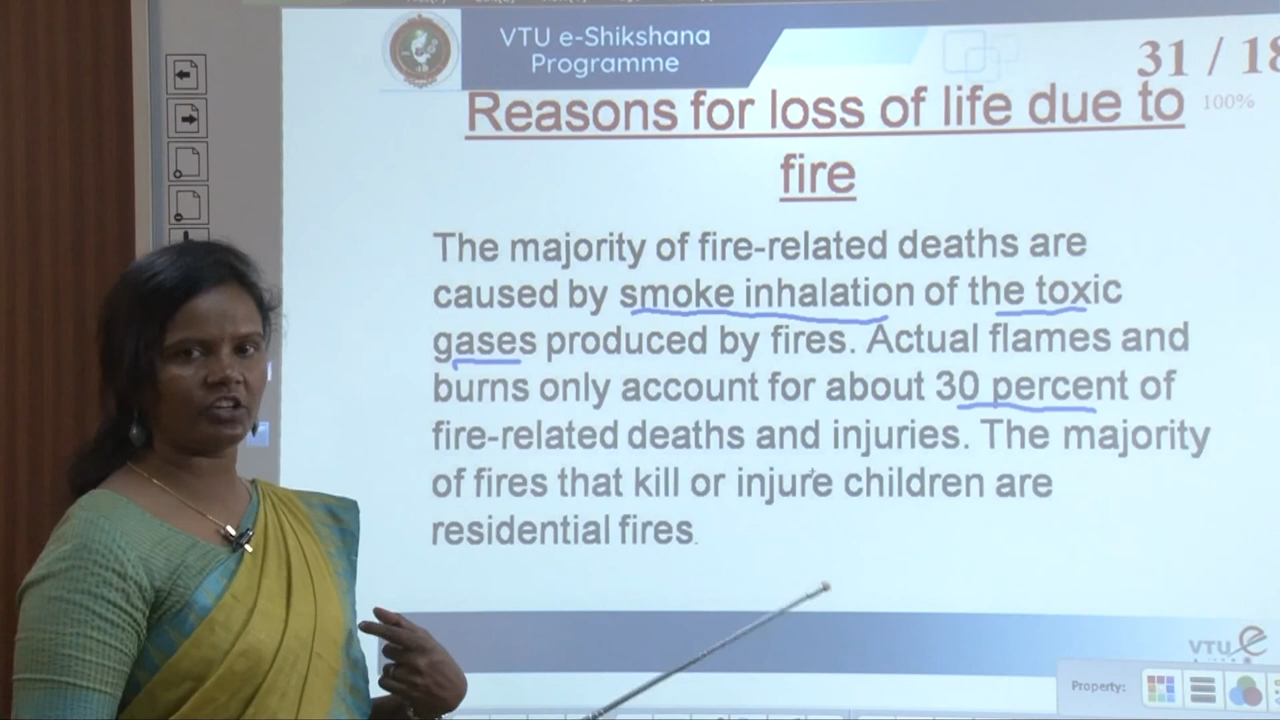 VTU e-Shikshana
Programme
31 / 18
100%
Reasons for loss of life due to
fire
The majority of fire-related deaths are
caused by smoke inhalation of the toxic
gases produced by fires. Actual flames and
burns only account for about 30 percent of
fire-related deaths and injuries. The majority
of fires that kill or injure children are
residential fires.
VTU e
Property: